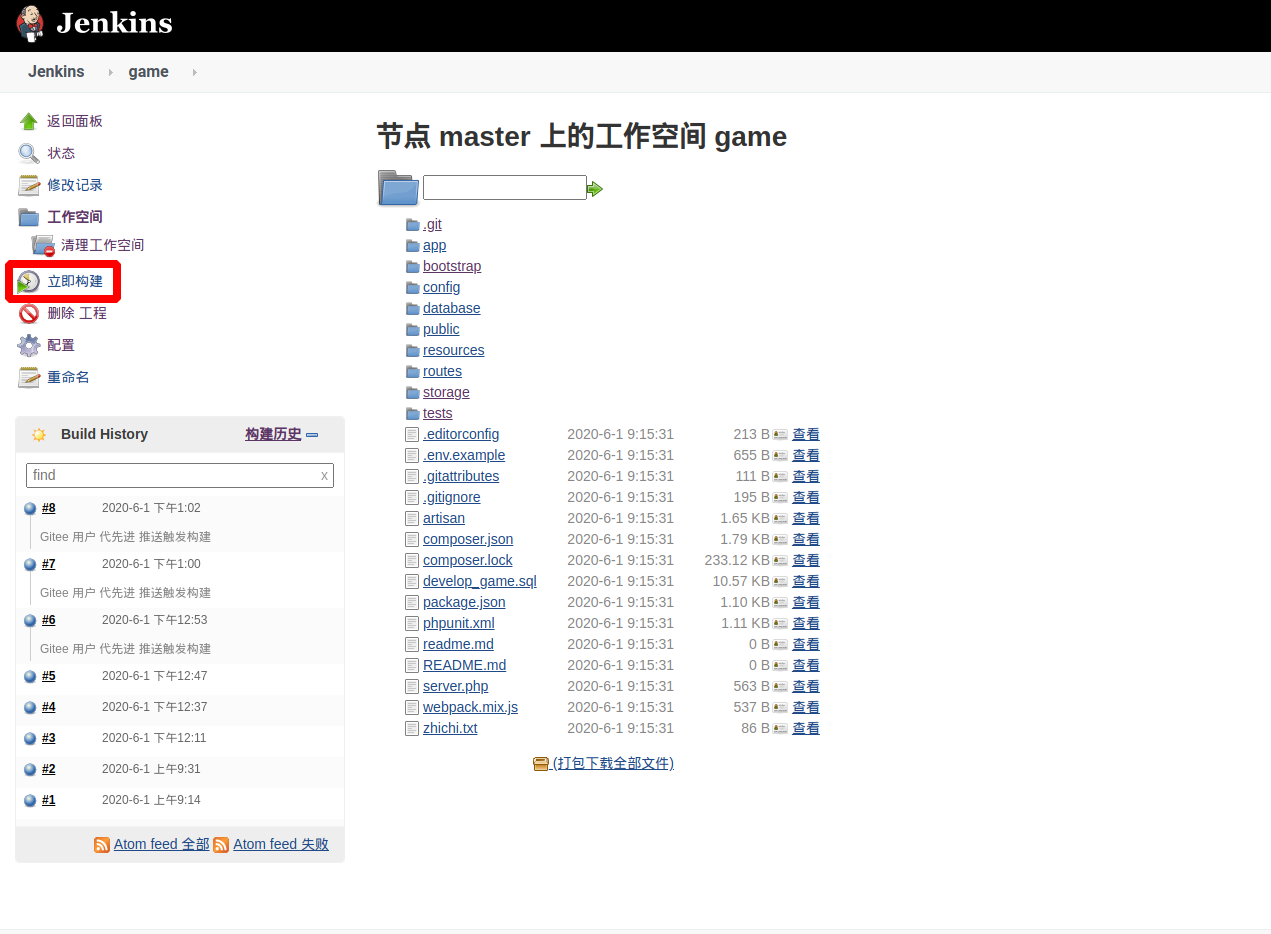 Jenkins
Jenkins game
返回面板
状态
修改记录
工作空间
清理工作空间
立即构建
删除 工程
配置
重命名
Build History 构建历史
find x
#8 2020-6-1 下午1:02
Gitee 用户 代先进 推送触发构建
#7 2020-6-1 下午1:00
Gitee 用户 代先进 推送触发构建
#6 2020-6-1 下午12:53
Gitee 用户 代先进 推送触发构建
#5 2020-6-1 下午12:47
#4 2020-6-1 下午12:37
#3 2020-6-1 下午12:11
#2 2020-6-1 上午9:31
#1 2020-6-1 上午9:14
Atom feed 全部 Atom feed 失败
节点 master 上的工作空间 game
.git
app
bootstrap
config
database
public
resources
routes
storage
tests
.editorconfig 2020-6-1 9:15:31 213 B 查看
.env.example 2020-6-1 9:15:31 655 B 查看
.gitattributes 2020-6-1 9:15:31 111 B 查看
.gitignore 2020-6-1 9:15:31 195 B 查看
artisan 2020-6-1 9:15:31 1.65 KB 查看
composer.json 2020-6-1 9:15:31 1.79 KB 查看
composer.lock 2020-6-1 9:15:31 233.12 KB 查看
develop_game.sql 2020-6-1 9:15:31 10.57 KB 查看
package.json 2020-6-1 9:15:31 1.10 KB 查看
phpunit.xml 2020-6-1 9:15:31 1.11 KB 查看
readme.md 2020-6-1 9:15:31 0 B 查看
README.md 2020-6-1 9:15:31 0 B 查看
server.php 2020-6-1 9:15:31 563 B 查看
webpack.mix.js 2020-6-1 9:15:31 537 B 查看
zhichi.txt 2020-6-1 9:15:31 86 B 查看
(打包下载全部文件)